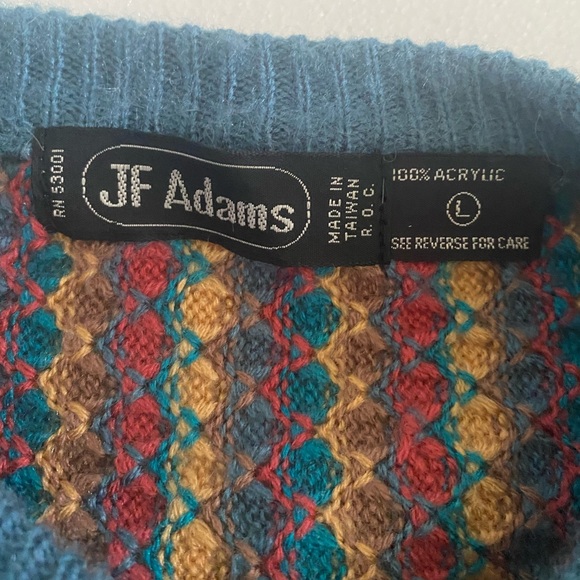 RN 53001
JF Adams
MADE IN
TAIWAN
R.O.C.
100% ACRYLIC
L
SEE REVERSE FOR CARE